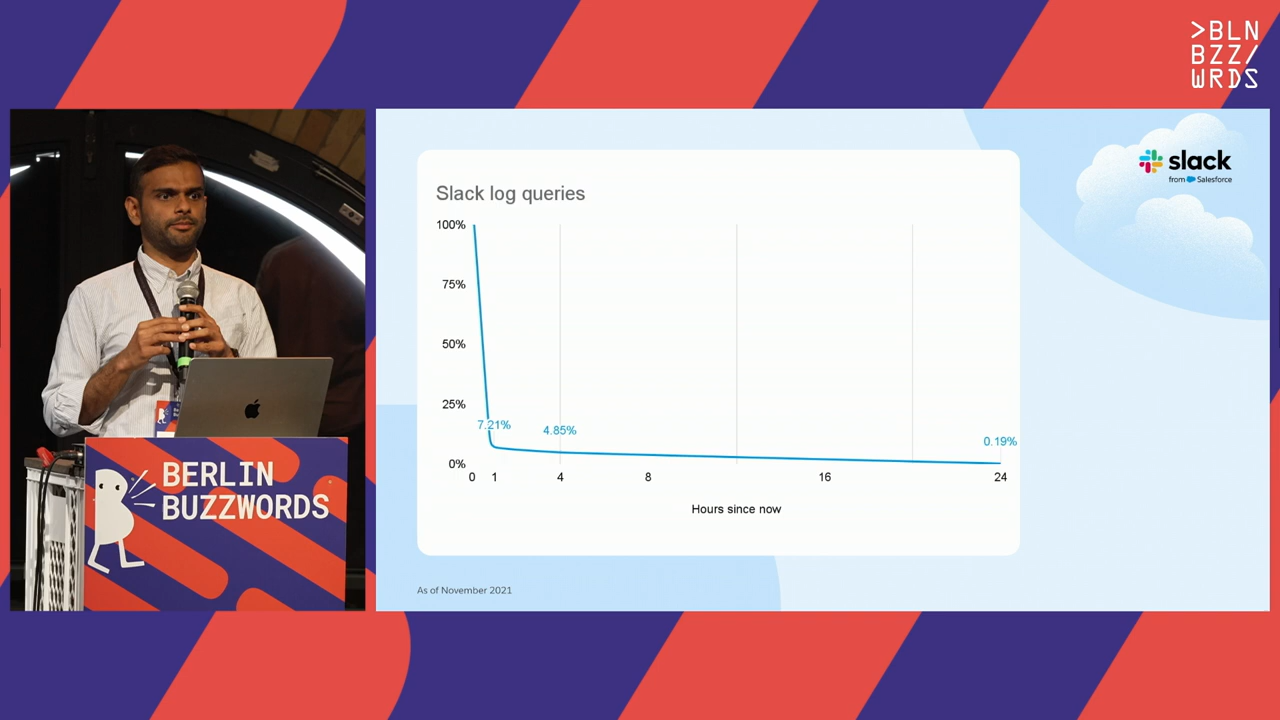 >BLN
BZZ/
WRDS
slack
from Salesforce
Slack log queries
100%
75%
50%
25%
0%
7.21%
4.85%
0.19%
0 1 4 8 16 24
Hours since now
As of November 2021
BERLIN
BUZZWORDS